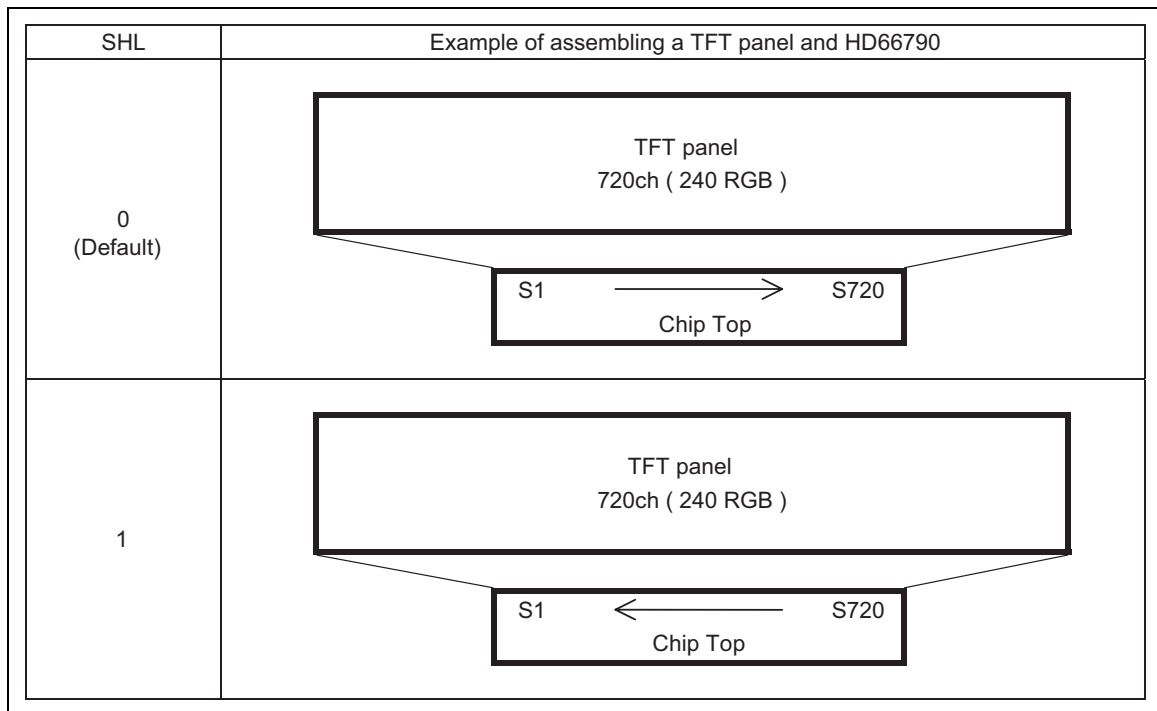 SHL Example of assembling a TFT panel and HD66790
0
(Default)
TFT panel
720ch ( 240 RGB )
S1 S720
Chip Top
1
TFT panel
720ch ( 240 RGB )
S1 S720
Chip Top